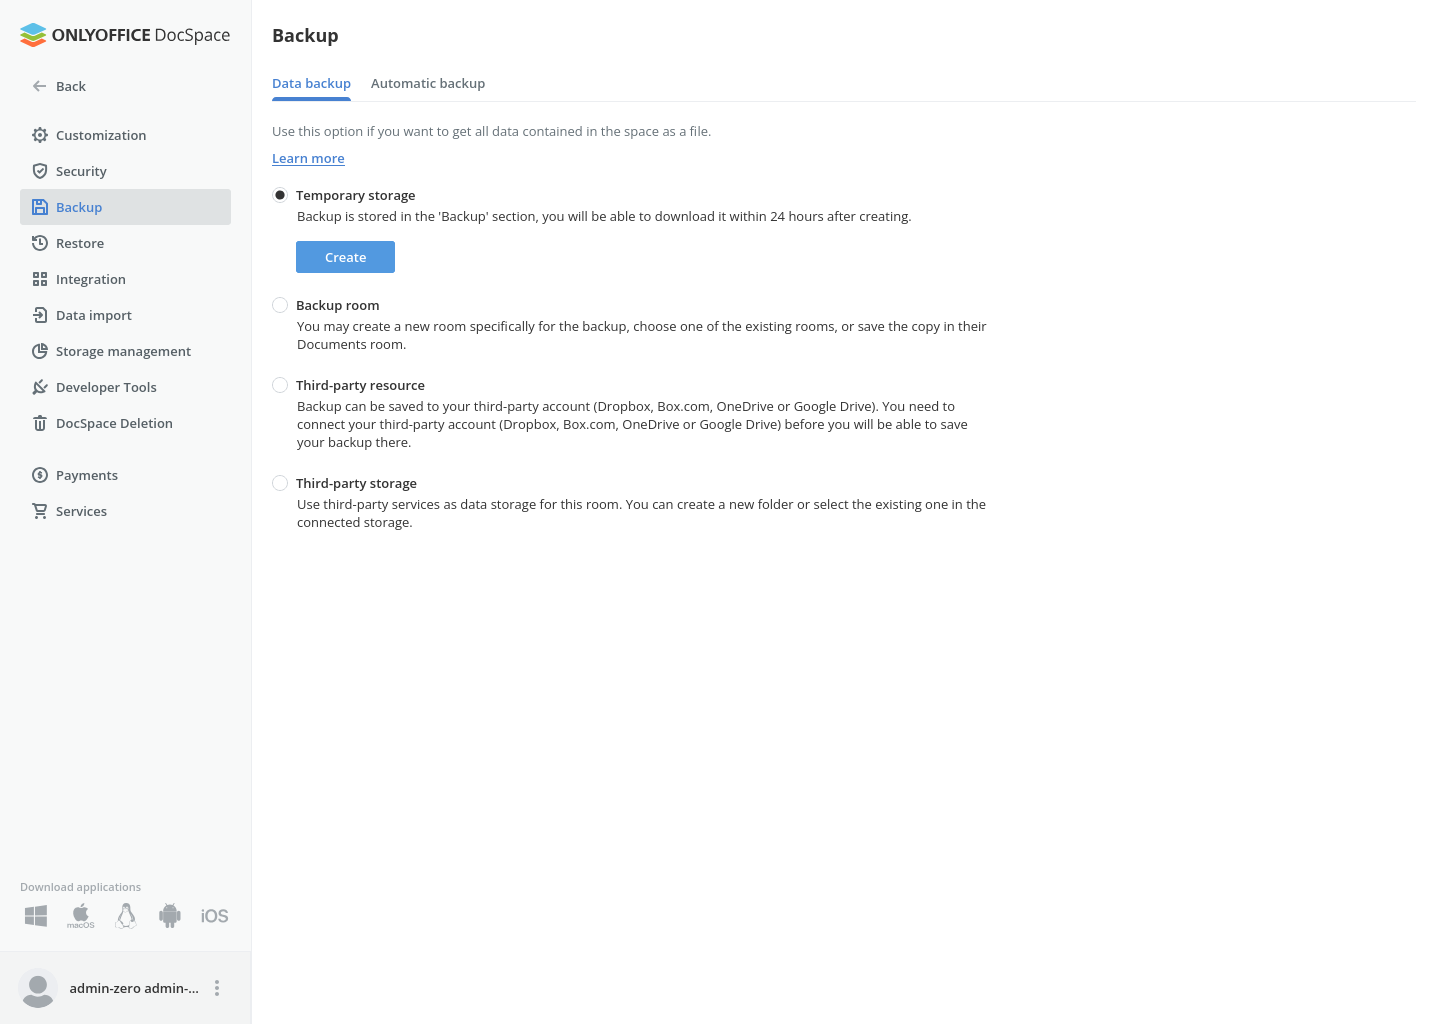 ONLYOFFICE DocSpace
Back
Customization
Security
Backup
Restore
Integration
Data import
Storage management
Developer Tools
DocSpace Deletion
Payments
Services
Download applications
macOS
iOS
admin-zero admin-...
Backup
Data backup
Automatic backup
Use this option if you want to get all data contained in the space as a file.
Learn more
Temporary storage
Backup is stored in the 'Backup' section, you will be able to download it within 24 hours after creating.
Create
Backup room
You may create a new room specifically for the backup, choose one of the existing rooms, or save the copy in their
Documents room.
Third-party resource
Backup can be saved to your third-party account (Dropbox, Box.com, OneDrive or Google Drive). You need to
connect your third-party account (Dropbox, Box.com, OneDrive or Google Drive) before you will be able to save
your backup there.
Third-party storage
Use third-party services as data storage for this room. You can create a new folder or select the existing one in the
connected storage.